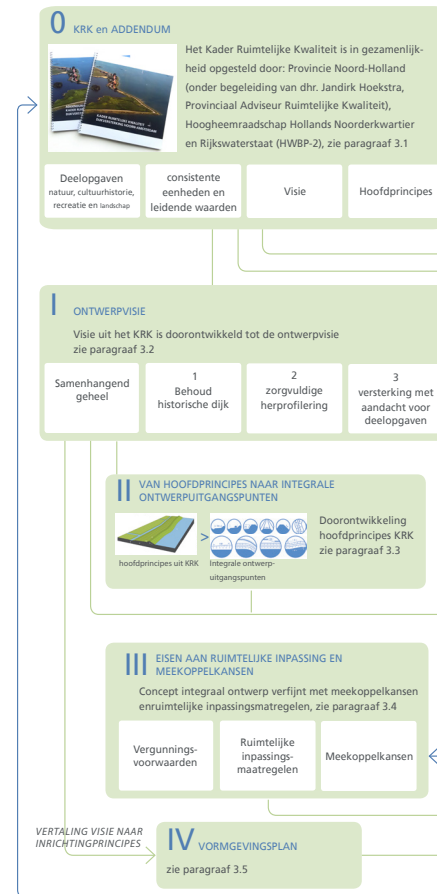 0 KRK en ADDENDUM
Het Kader Ruimtelijke Kwaliteit is in gezamenlijk-
heid opgesteld door: Provincie Noord-Holland
(onder begeleiding van dhr. Jandirk Hoekstra,
Provinciaal Adviseur Ruimtelijke Kwaliteit),
Hoogheemraadschap Hollands Noorderkwartier
en Rijkswaterstaat (HWBP-2), zie paragraaf 3.1
Deelopgaven
natuur, cultuurhistorie,
recreatie en landschap
consistente
eenheden en
leidende waarden
Visie
Hoofdprincipes
I ONTWERPVISIE
Visie uit het KRK is doorontwikkeld tot de ontwerpvisie
zie paragraaf 3.2
Samenhangend
geheel
1
Behoud
historische dijk
2
zorgvuldige
herprofilering
3
versterking met
aandacht voor
deelopgaven
II VAN HOOFDPRINCIPES NAAR INTEGRALE
ONTWERPUITGANGSPUNTEN
>
hoofdprincipes uit KRK
Integrale ontwerp-
uitgangspunten
Doorontwikkeling
hoofdprincipes KRK
zie paragraaf 3.3
III EISEN AAN RUIMTELIJKE INPASSING EN
MEEKOPPELKANSEN
Concept integraal ontwerp verfijnt met meekoppelkansen
enruimtelijke inpassingsmatregelen, zie paragraaf 3.4
Vergunnings-
voorwaarden
Ruimtelijke
inpassings-
maatregelen
Meekoppelkansen
VERTALING VISIE NAAR
INRICHTINGPRINCIPES
IV VORMGEVINGSPLAN
zie paragraaf 3.5